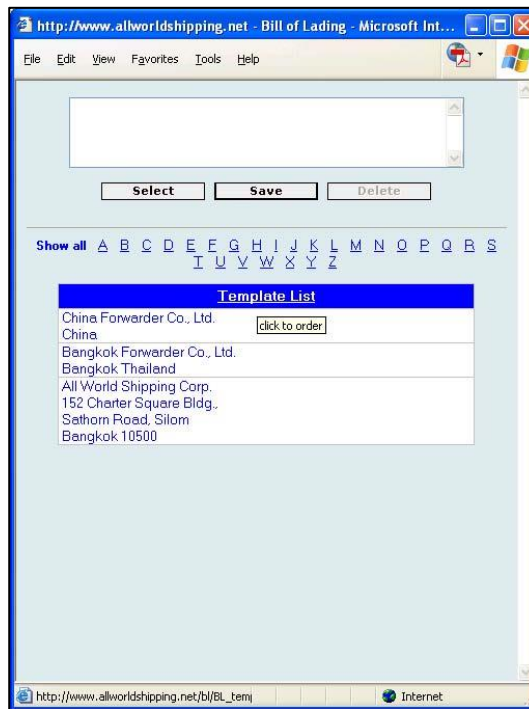 http://www.allworldshipping.net - Bill of Lading - Microsoft Int...
File Edit View Favorites Tools Help
Select Save Delete
Show all A B C D E F G H I J K L M N O P Q R S
T U V W X Y Z
Template List
China Forwarder Co., Ltd.
China
click to order
Bangkok Forwarder Co., Ltd.
Bangkok Thailand
All World Shipping Corp.
152 Charter Square Bldg.,
Sathorn Road, Silom
Bangkok 10500
http://www.allworldshipping.net/bl/BL_temp Internet